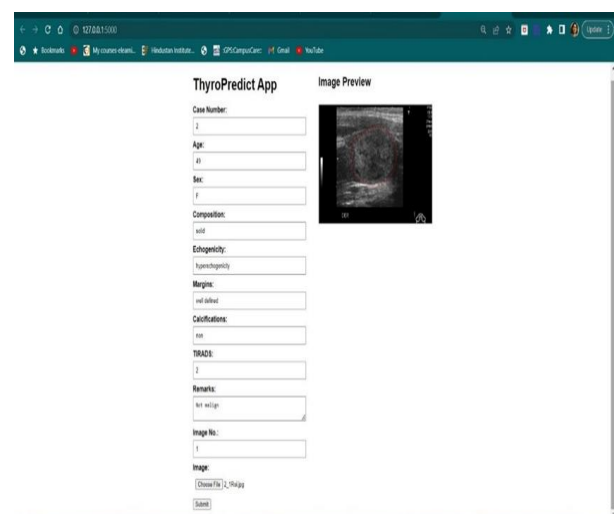 127.0.0.1:5000
Update
Bookmarks My courses-elearni... Hindustan Institute... GPSCampusCare: Gmail YouTube
ThyroPredict App
Image Preview
Case Number:
2
Age:
49
Sex:
F
Composition:
solid
Echogenicity:
hyperechogenicity
Margins:
well defined
Calcifications:
non
TIRADS:
2
Remarks:
Not malign
Image No.:
1
Image:
Choose File 2_1Roi.jpg
Submit